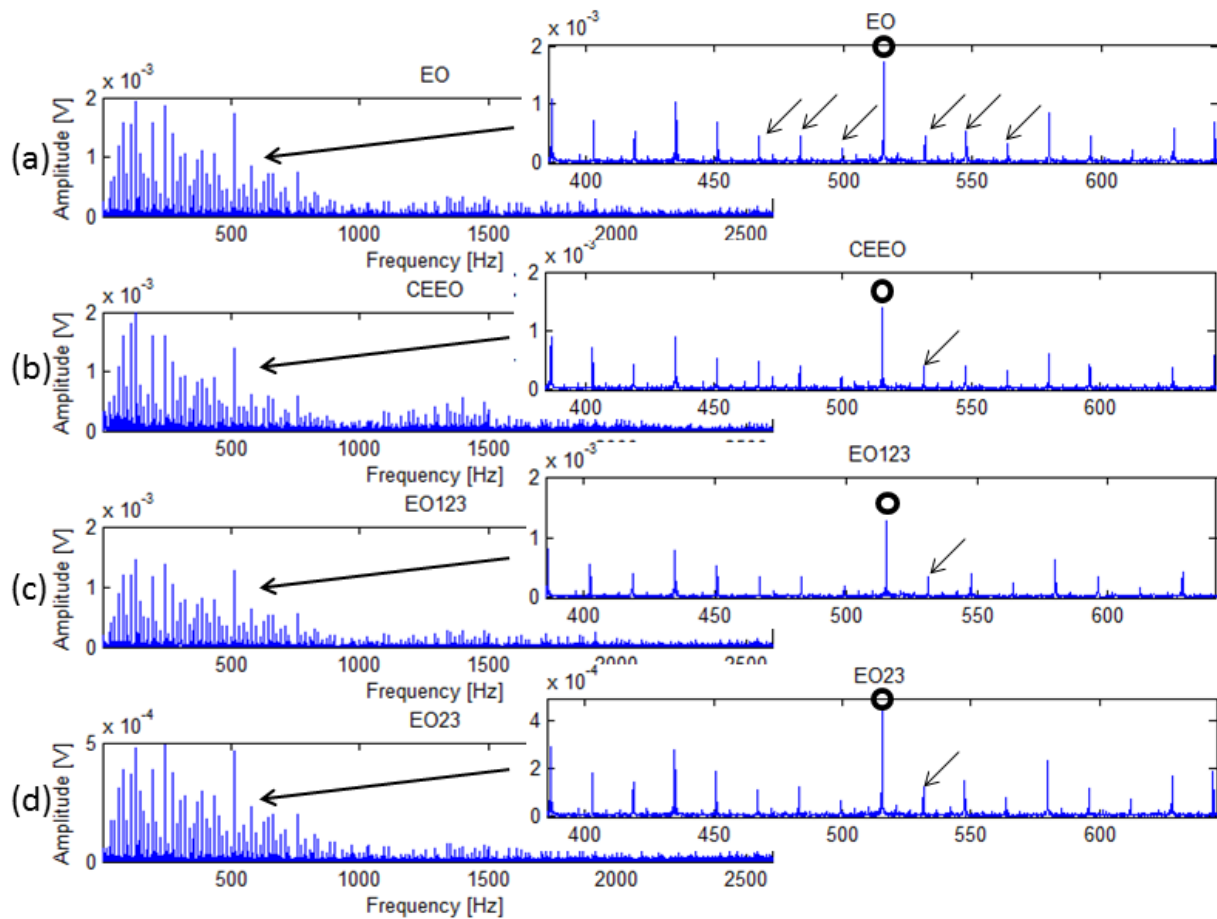 (a)
EO
x 10^-3
Amplitude [V]
2
1
0
500 1000 1500 2000 2500
Frequency [Hz]
EO
x 10^-3
2
1
0
400 450 500 550 600
(b)
CEEO
x 10^-3
Amplitude [V]
2
1
0
500 1000 1500
Frequency [Hz]
CEEO
x 10^-3
2
1
0
400 450 500 550 600
(c)
EO123
x 10^-3
Amplitude [V]
2
1
0
500 1000 1500 2000 2500
Frequency [Hz]
EO123
x 10^-3
2
1
0
400 450 500 550 600
(d)
EO23
x 10^-4
Amplitude [V]
5
0
500 1000 1500 2000 2500
Frequency [Hz]
EO23
x 10^-4
4
2
0
400 450 500 550 600